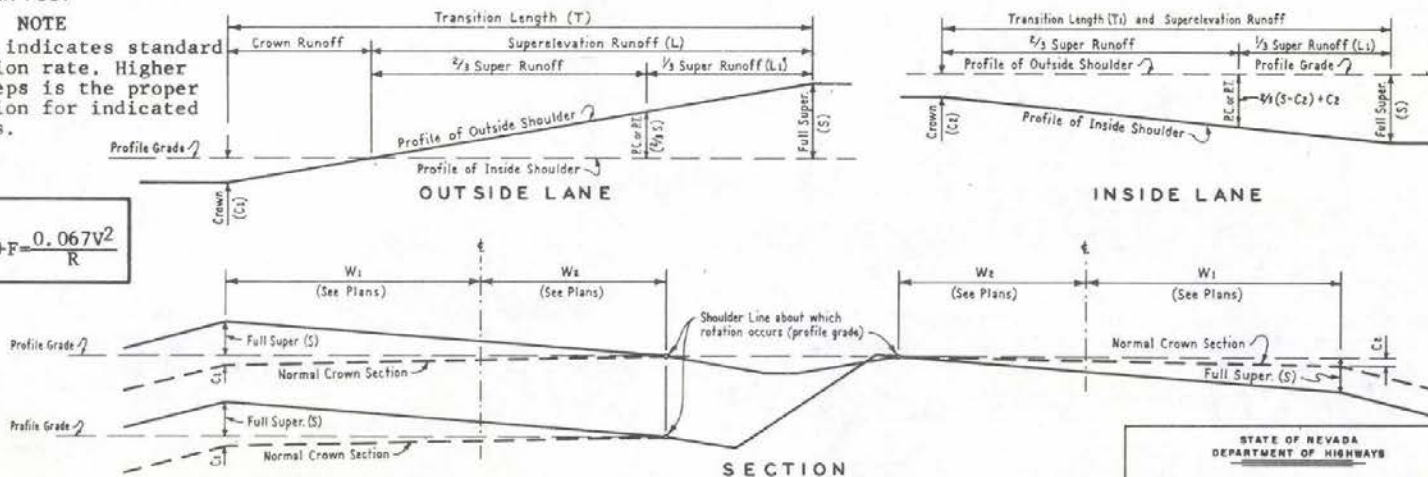 NOTE
indicates standard
ion rate. Higher
eps is the proper
ion for indicated
s.
+F=0.067V²
R
Transition Length (T)
Crown Runoff
Superelevation Runoff (L)
⅔ Super Runoff
⅓ Super Runoff (L₁)
Profile of Outside Shoulder
P.C. or P.T.
(⅔ S)
Full Super.
(S)
Profile Grade
Profile of Inside Shoulder
Crown
(C₁)
OUTSIDE LANE
Transition Length (T₁) and Superelevation Runoff
⅔ Super Runoff
⅓ Super Runoff (L₁)
Profile of Outside Shoulder
Profile Grade
Crown
(C₂)
P.C. or P.T.
⅔(S-C₂)+C₂
Full Super.
(S)
Profile of Inside Shoulder
INSIDE LANE
℄
W₁
(See Plans)
W₂
(See Plans)
℄
W₂
(See Plans)
W₁
(See Plans)
Shoulder Line about which
rotation occurs (profile grade)
Profile Grade
Full Super (S)
C₁
Normal Crown Section
Normal Crown Section
C₂
Full Super. (S)
Profile Grade
Full Super. (S)
C₁
Normal Crown Section
SECTION
STATE OF NEVADA
DEPARTMENT OF HIGHWAYS